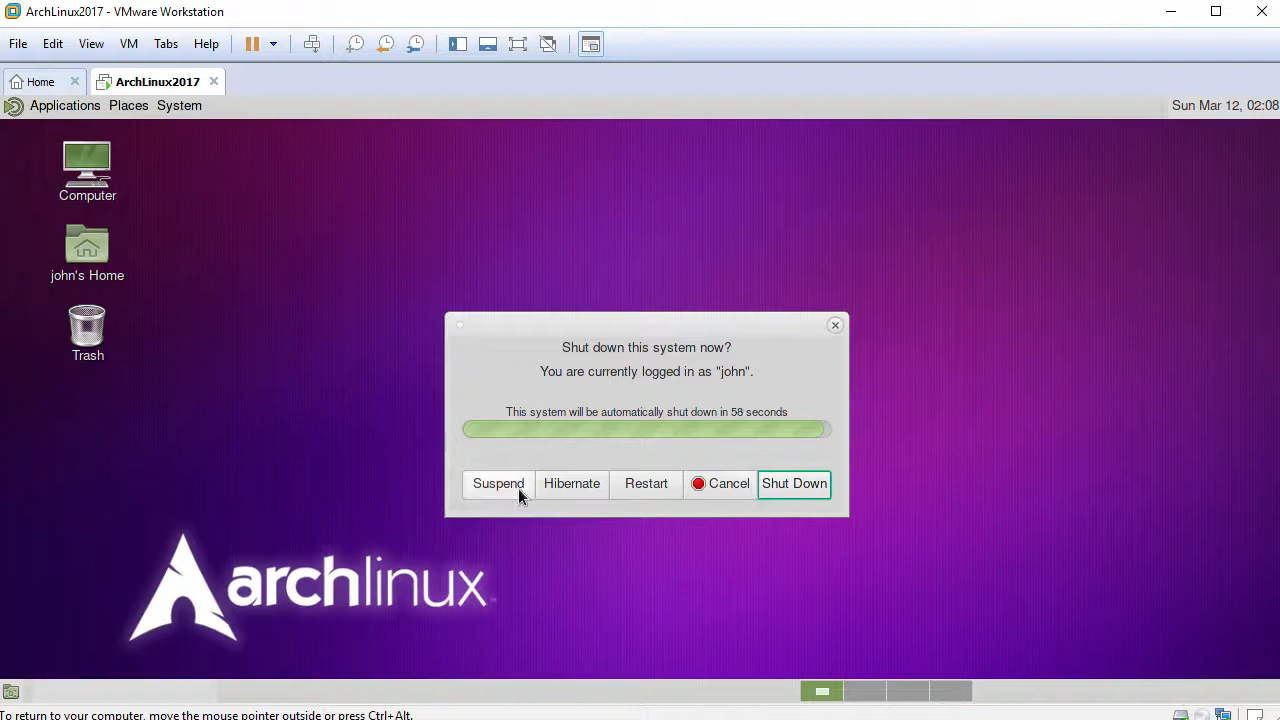 ArchLinux2017 - VMware Workstation
File Edit View VM Tabs Help
Home ArchLinux2017
Applications Places System Sun Mar 12, 02:08
Computer
john's Home
Trash
Shut down this system now?
You are currently logged in as "john".
This system will be automatically shut down in 58 seconds
Suspend Hibernate Restart Cancel Shut Down
archlinux
To return to your computer, move the mouse pointer outside or press Ctrl+Alt.